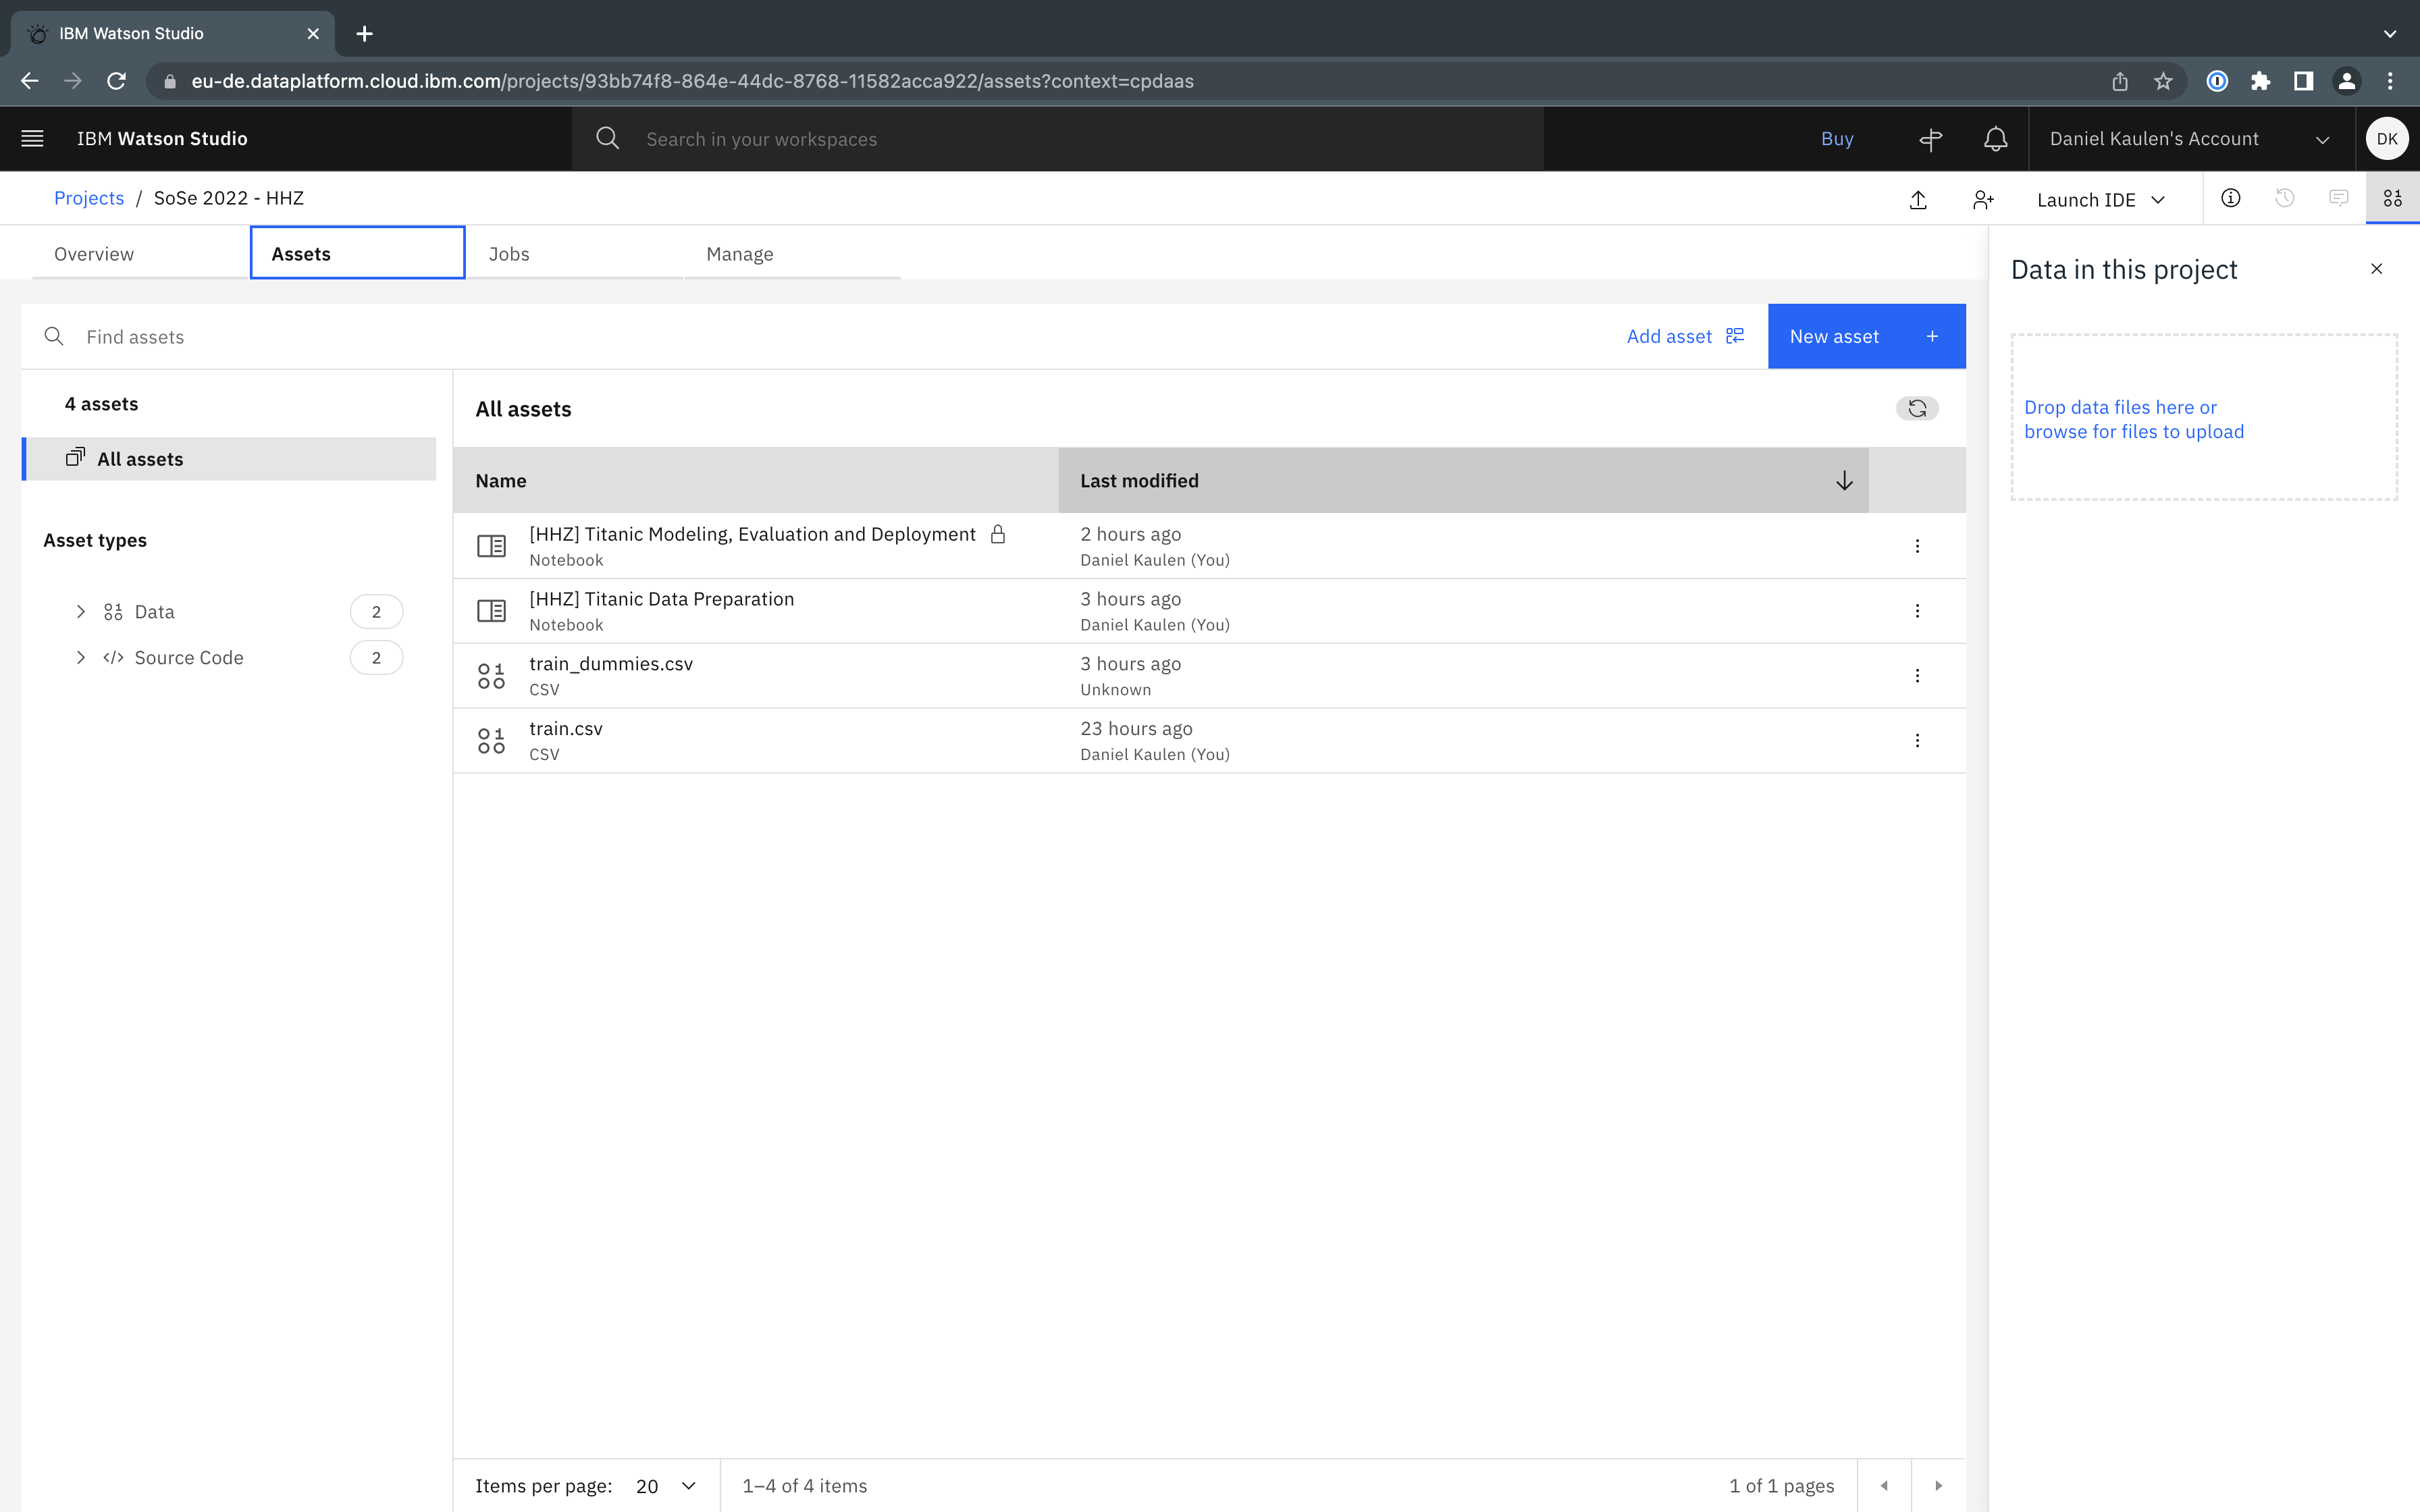 IBM Watson Studio
eu-de.dataplatform.cloud.ibm.com/projects/93bb74f8-864e-44dc-8768-11582acca922/assets?context=cpdaas
IBM Watson Studio
Search in your workspaces
Buy
Daniel Kaulen's Account
DK
Projects / SoSe 2022 - HHZ
Launch IDE
Overview
Assets
Jobs
Manage
Data in this project
Find assets
Add asset
New asset +
Drop data files here or
browse for files to upload
4 assets
All assets
Asset types
Data 2
Source Code 2
All assets
Name
Last modified
[HHZ] Titanic Modeling, Evaluation and Deployment
Notebook
2 hours ago
Daniel Kaulen (You)
[HHZ] Titanic Data Preparation
Notebook
3 hours ago
Daniel Kaulen (You)
train_dummies.csv
CSV
3 hours ago
Unknown
train.csv
CSV
23 hours ago
Daniel Kaulen (You)
Items per page: 20
1–4 of 4 items
1 of 1 pages